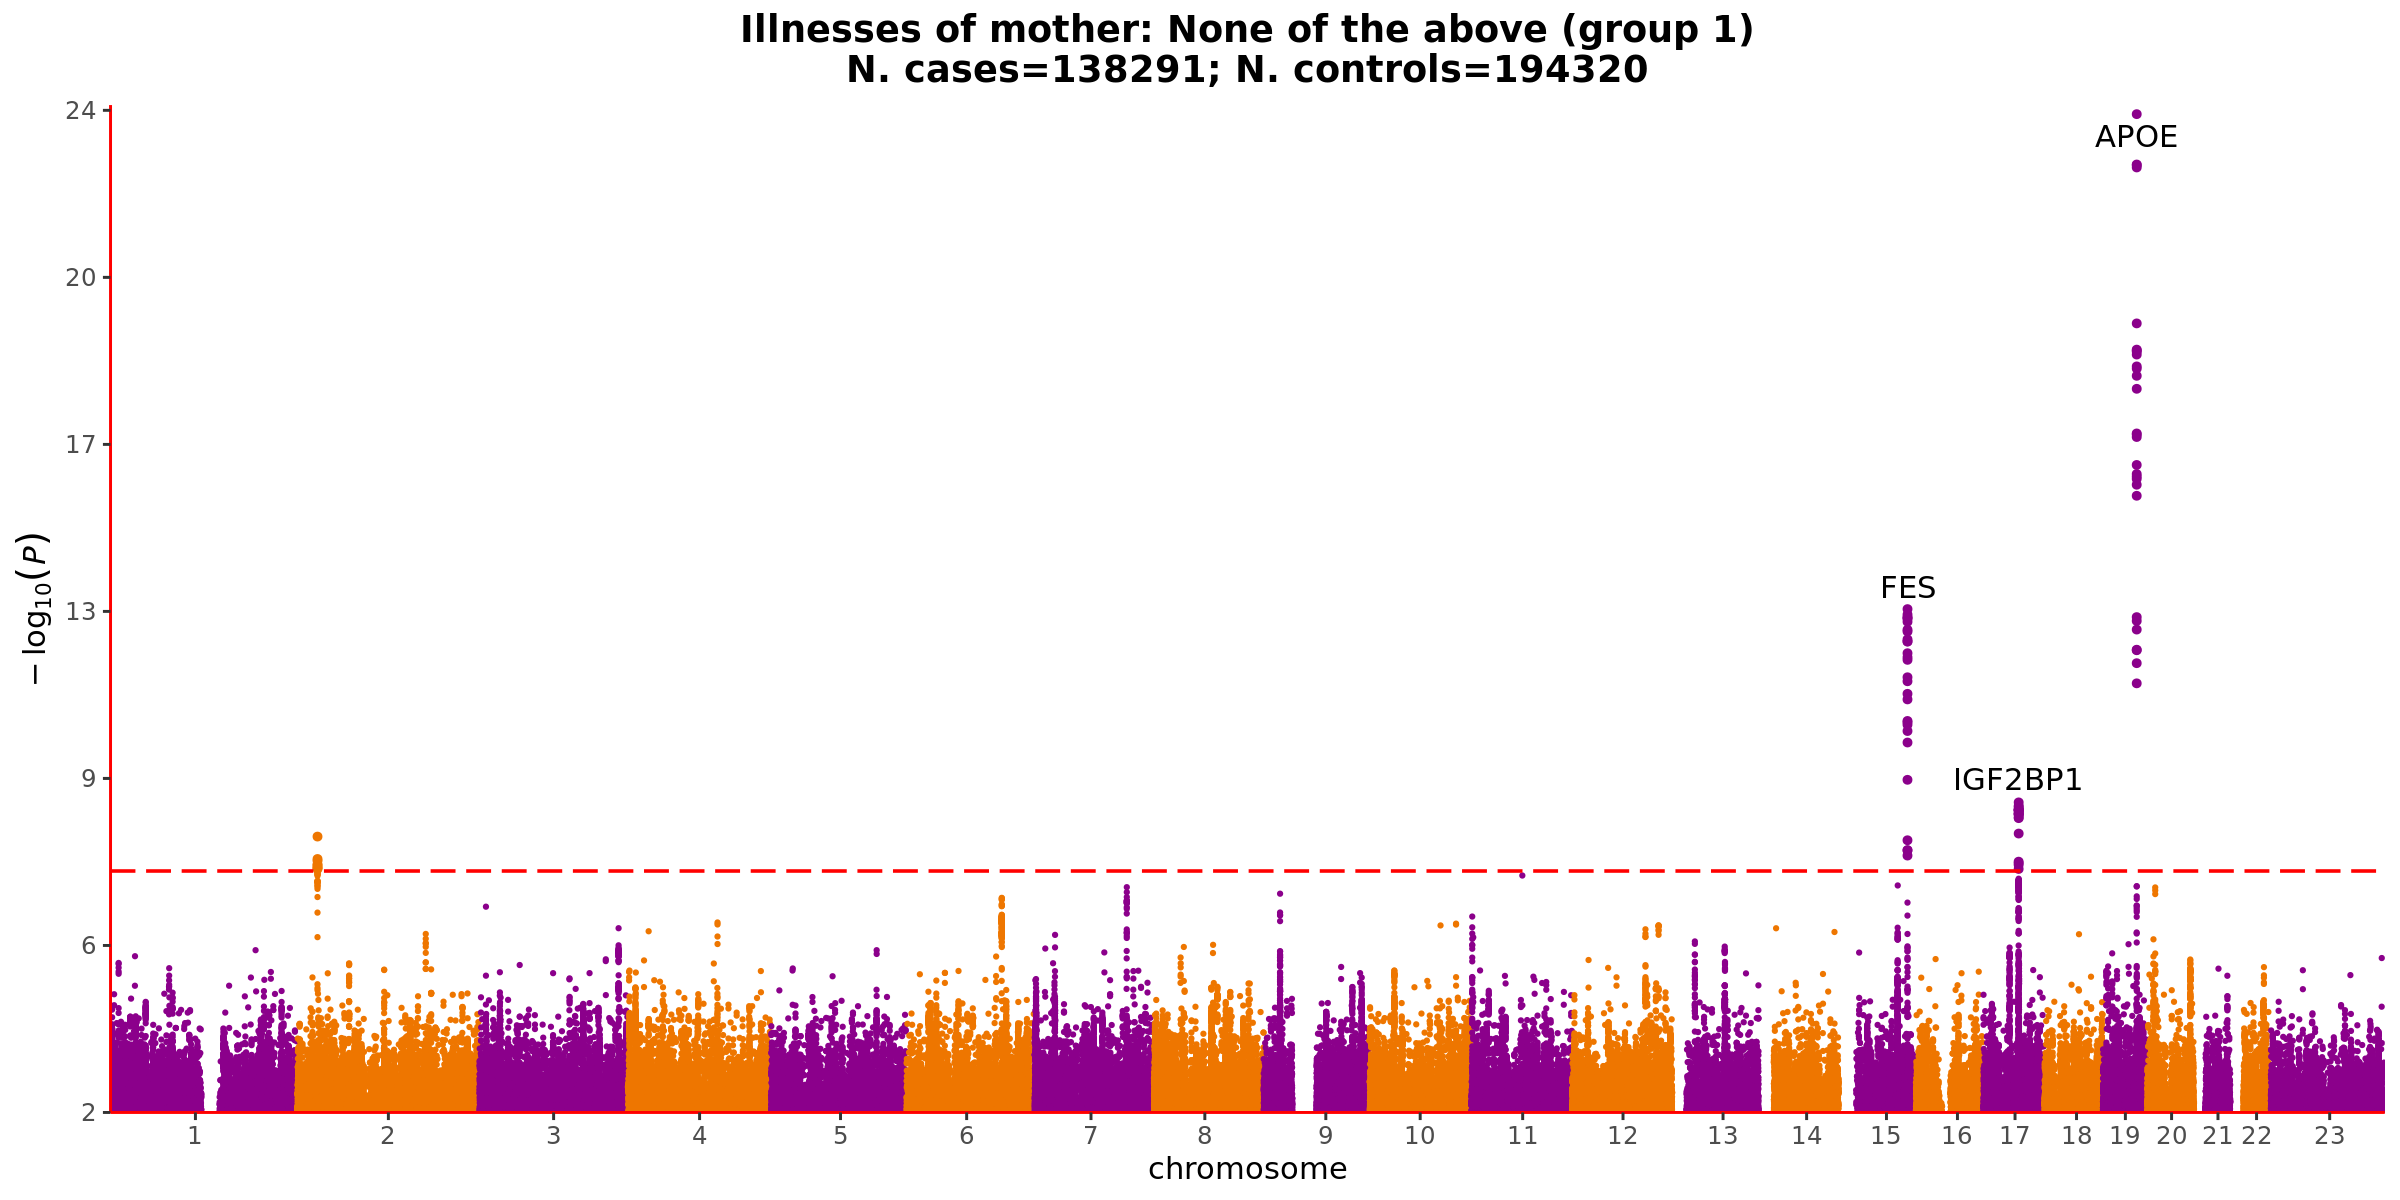 Illnesses of mother: None of the above (group 1)
N. cases=138291; N. controls=194320
24
20
17
13
9
6
2
−log10(P)
APOE
FES
IGF2BP1
1 2 3 4 5 6 7 8 9 10 11 12 13 14 15 16 17 18 19 20 21 22 23
chromosome